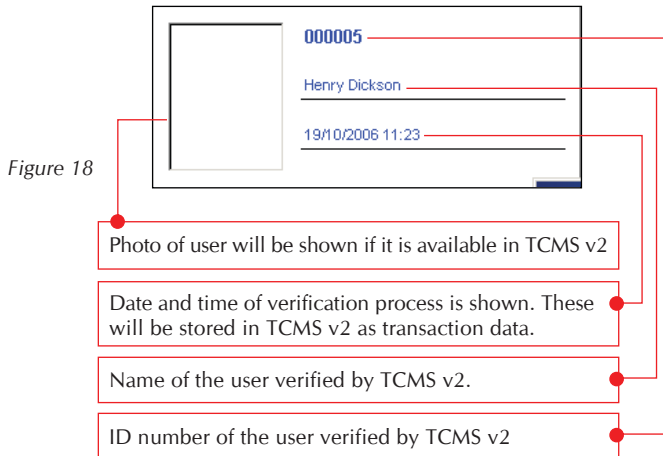 000005
Henry Dickson
19/10/2006 11:23
Figure 18
Photo of user will be shown if it is available in TCMS v2
Date and time of verification process is shown. These
will be stored in TCMS v2 as transaction data.
Name of the user verified by TCMS v2.
ID number of the user verified by TCMS v2